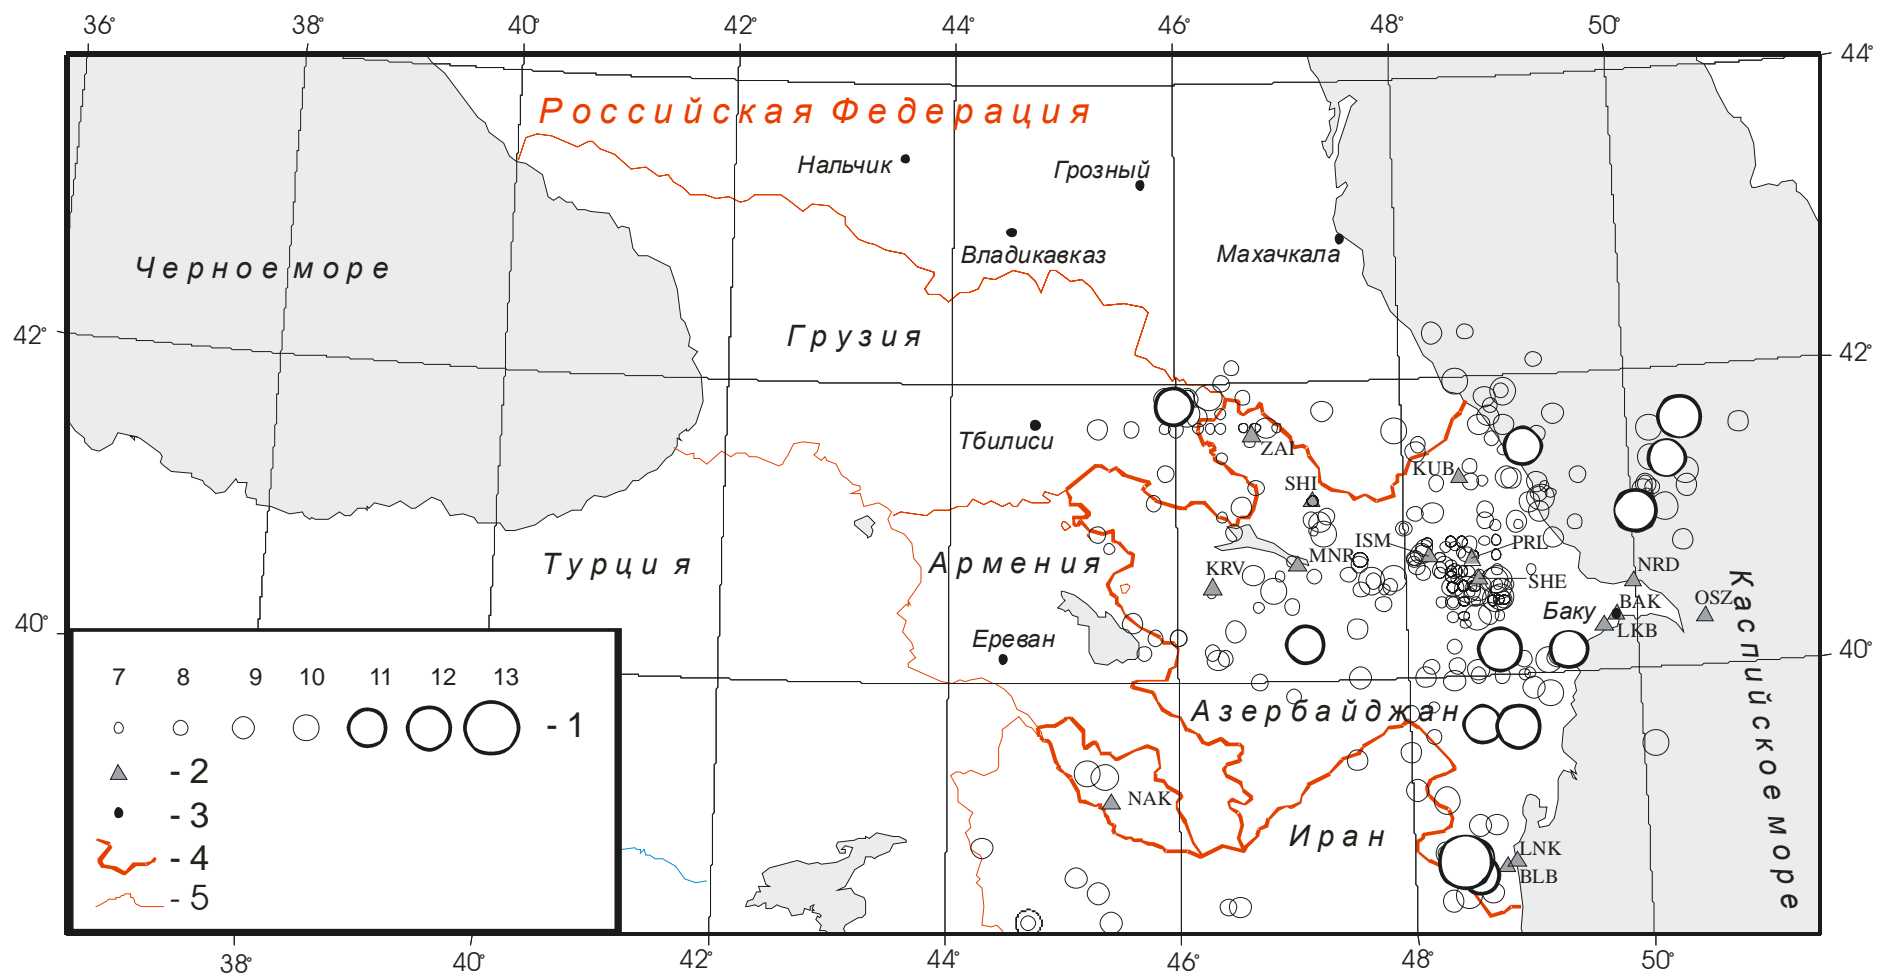 36° 38° 40° 42° 44° 46° 48° 50°
44°
Российская Федерация
Нальчик
Грозный
Владикавказ
Махачкала
Черное море
42°
Грузия
42°
Тбилиси
ZAI
KUB
SHI
Турция
Армения
KRV
MNR
ISM
PRL
SHE
NRD
Баку
BAK
LKB
OSZ
Каспийское море
40°
Ереван
40°
Азербайджан
NAK
Иран
LNK
BLB
7 8 9 10 11 12 13
- 1
- 2
- 3
- 4
- 5
38° 40° 42° 44° 46° 48° 50°